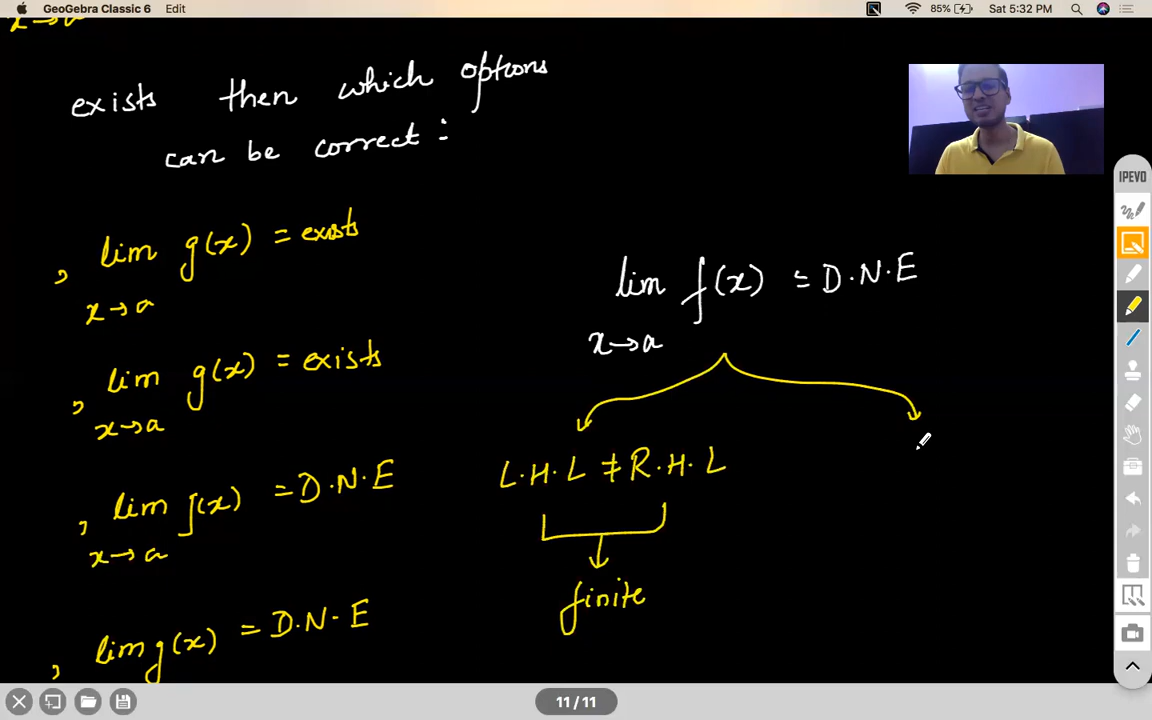 GeoGebra Classic 6 Edit 85% Sat 5:32 PM
x→a
exists then which options
can be correct :
IPEVO
, lim g(x) = exists
x→a
lim f(x) = D.N.E
x→a
, lim g(x) = exists
x→a
L.H.L ≠ R.H.L
, lim g(x) = D.N.E
x→a
finite
, lim g(x) = D.N.E
11/11